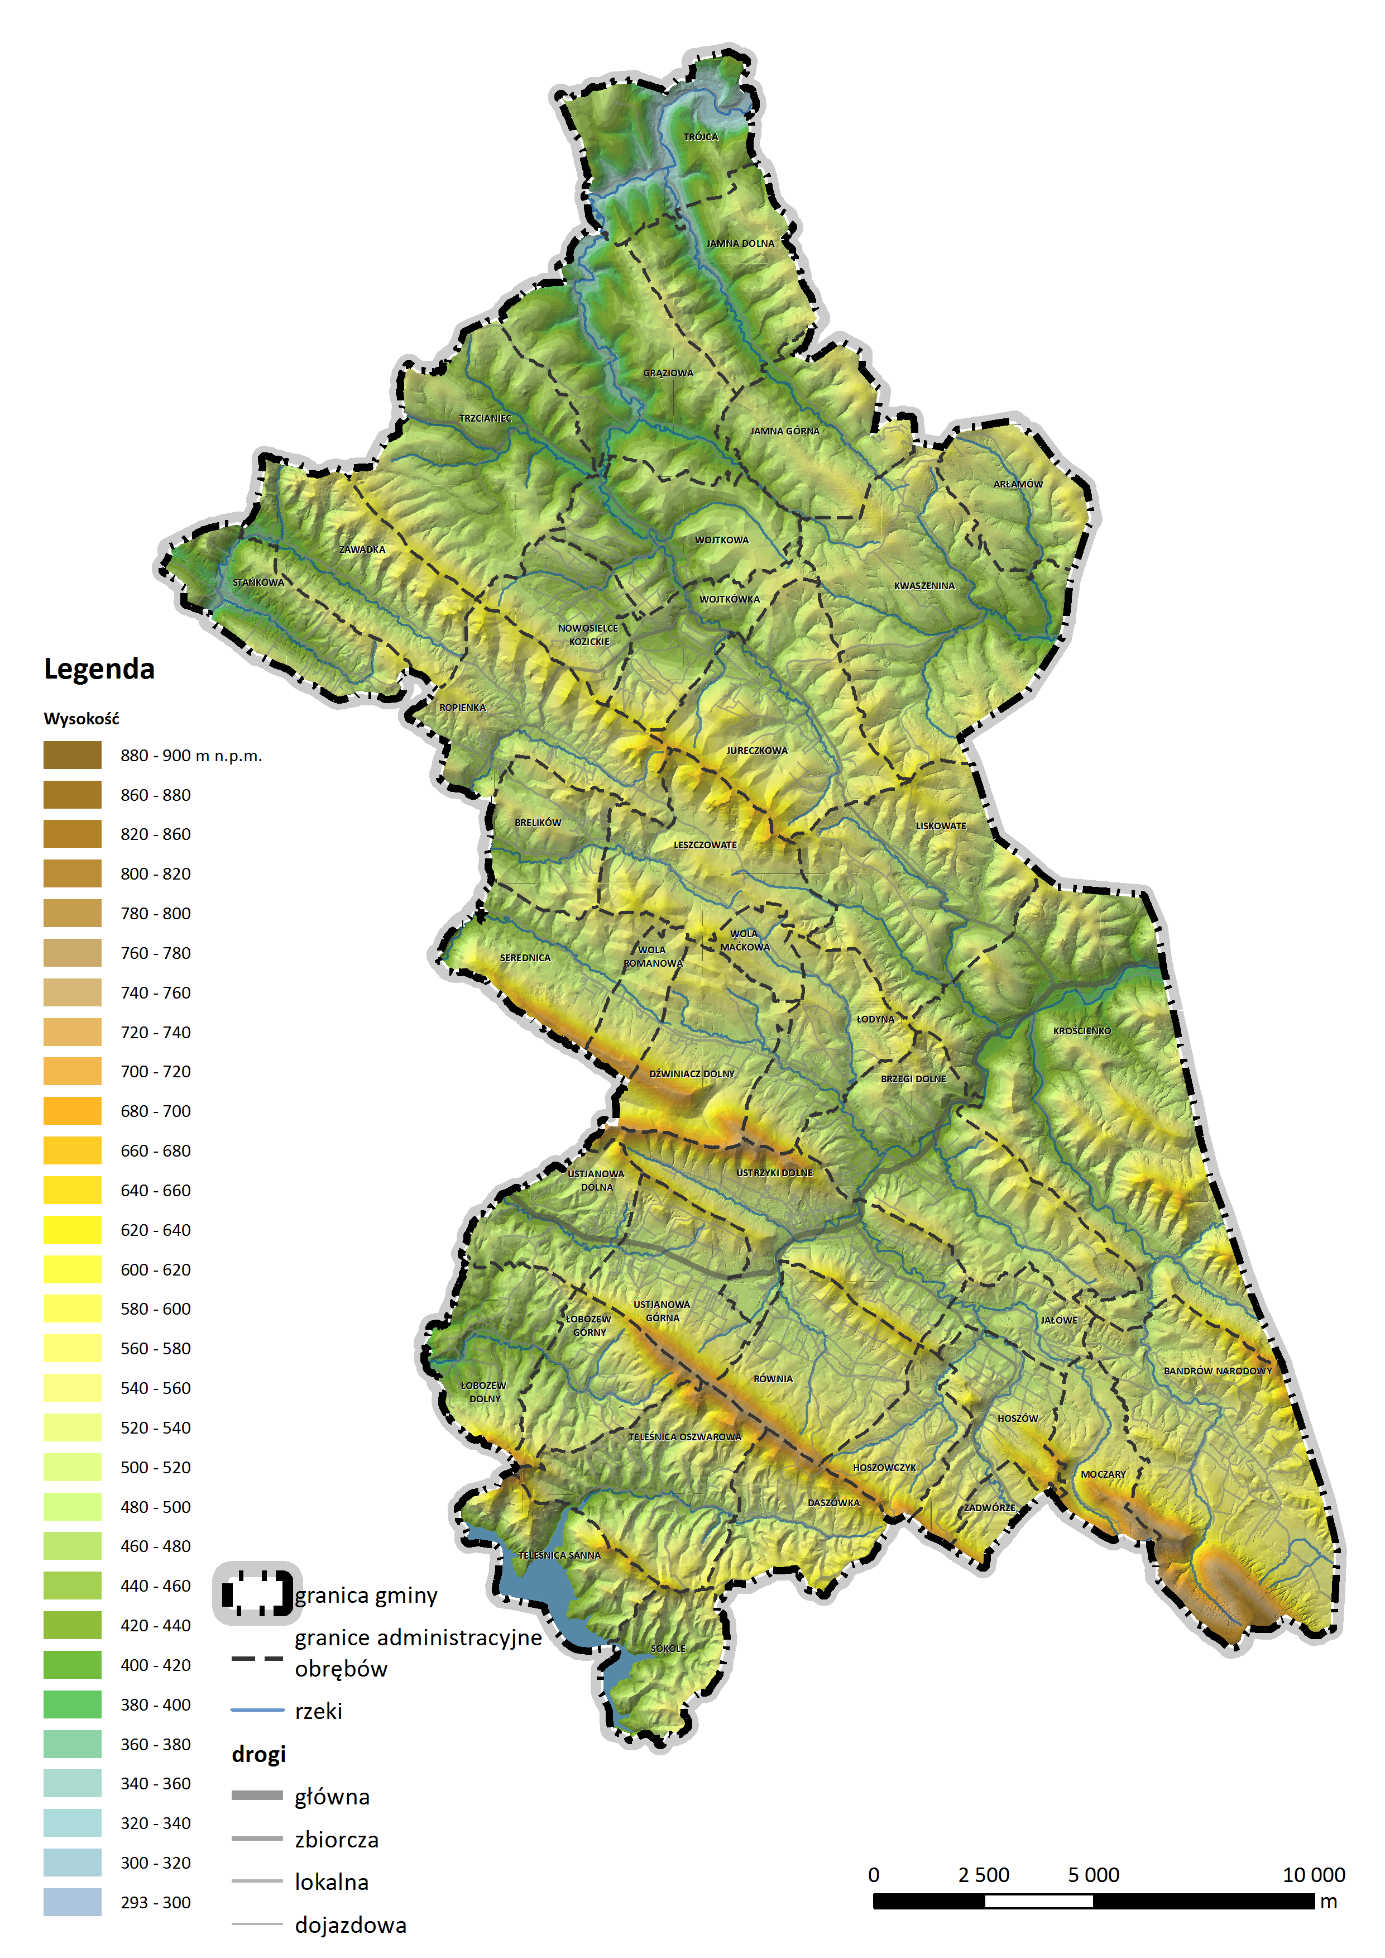 TRÓJCA
JAMNA DOLNA
GRĄZIOWA
TRZCIANIEC
JAMNA GÓRNA
ARŁAMÓW
WOJTKOWA
ZAWADKA
STAŃKOWA
KWASZENINA
WOJTKÓWKA
NOWOSIELCE
KOZICKIE
ROPIENKA
JURECZKOWA
BRELIKÓW
LISKOWATE
LESZCZOWATE
WOLA
MAĆKOWA
WOLA
ROMANOWA
SEREDNICA
ŁODYNA
KROŚCIENKO
DŹWINIACZ DOLNY
BRZEGI DOLNE
USTJANOWA
DOLNA
USTRZYKI DOLNE
USTJANOWA
GÓRNA
ŁOBOZEW
GÓRNY
JAŁOWE
BANDRÓW NARODOWY
RÓWNIA
ŁOBOZEW
DOLNY
HOSZÓW
TELEŚNICA OSZWAROWA
HOSZOWCZYK
MOCZARY
DASZÓWKA
ZADWÓRZE
TELEŚNICA SANNA
SOKOLE
Legenda
Wysokość
880 - 900 m n.p.m.
860 - 880
820 - 860
800 - 820
780 - 800
760 - 780
740 - 760
720 - 740
700 - 720
680 - 700
660 - 680
640 - 660
620 - 640
600 - 620
580 - 600
560 - 580
540 - 560
520 - 540
500 - 520
480 - 500
460 - 480
440 - 460
420 - 440
400 - 420
380 - 400
360 - 380
340 - 360
320 - 340
300 - 320
293 - 300
granica gminy
granice administracyjne
obrębów
rzeki
drogi
główna
zbiorcza
lokalna
dojazdowa
0 2 500 5 000 10 000
m